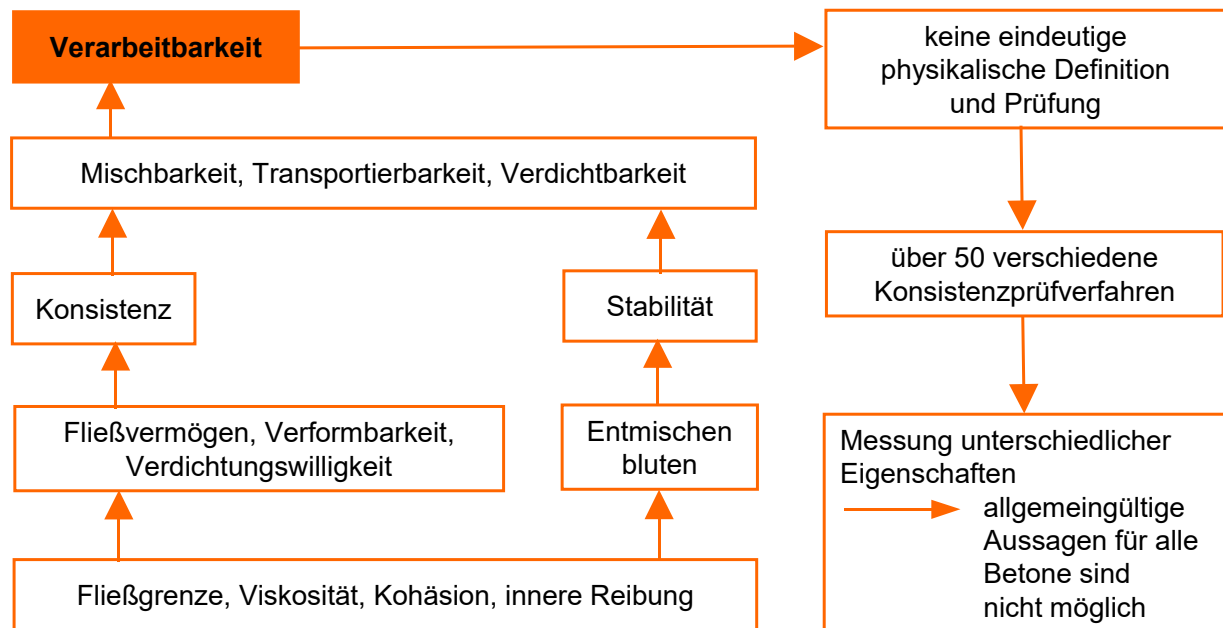 Verarbeitbarkeit
keine eindeutige
physikalische Definition
und Prüfung
Mischbarkeit, Transportierbarkeit, Verdichtbarkeit
Konsistenz
Stabilität
über 50 verschiedene
Konsistenzprüfverfahren
Fließvermögen, Verformbarkeit,
Verdichtungswilligkeit
Entmischen
bluten
Messung unterschiedlicher
Eigenschaften
allgemeingültige
Aussagen für alle
Betone sind
nicht möglich
Fließgrenze, Viskosität, Kohäsion, innere Reibung